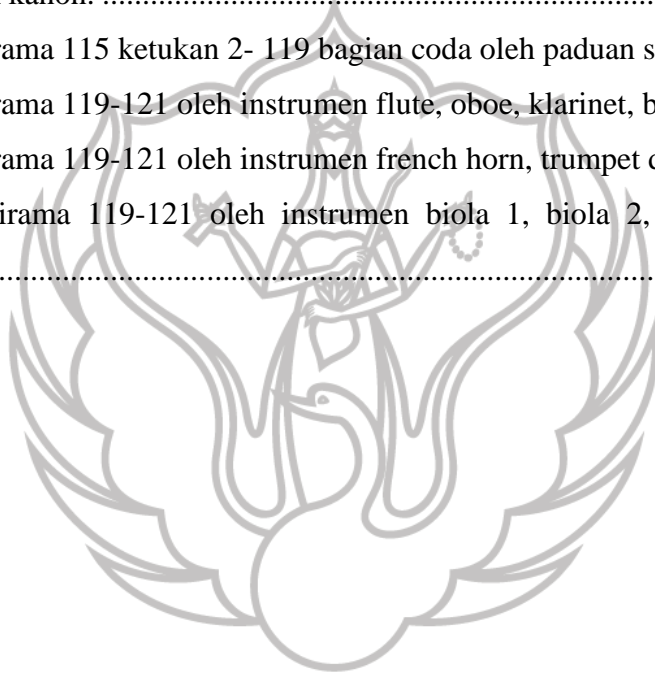 kanon. ................................................................................
rama 115 ketukan 2- 119 bagian coda oleh paduan s
rama 119-121 oleh instrumen flute, oboe, klarinet, b
rama 119-121 oleh instrumen french horn, trumpet d
irama 119-121 oleh instrumen biola 1, biola 2,
................................................................................